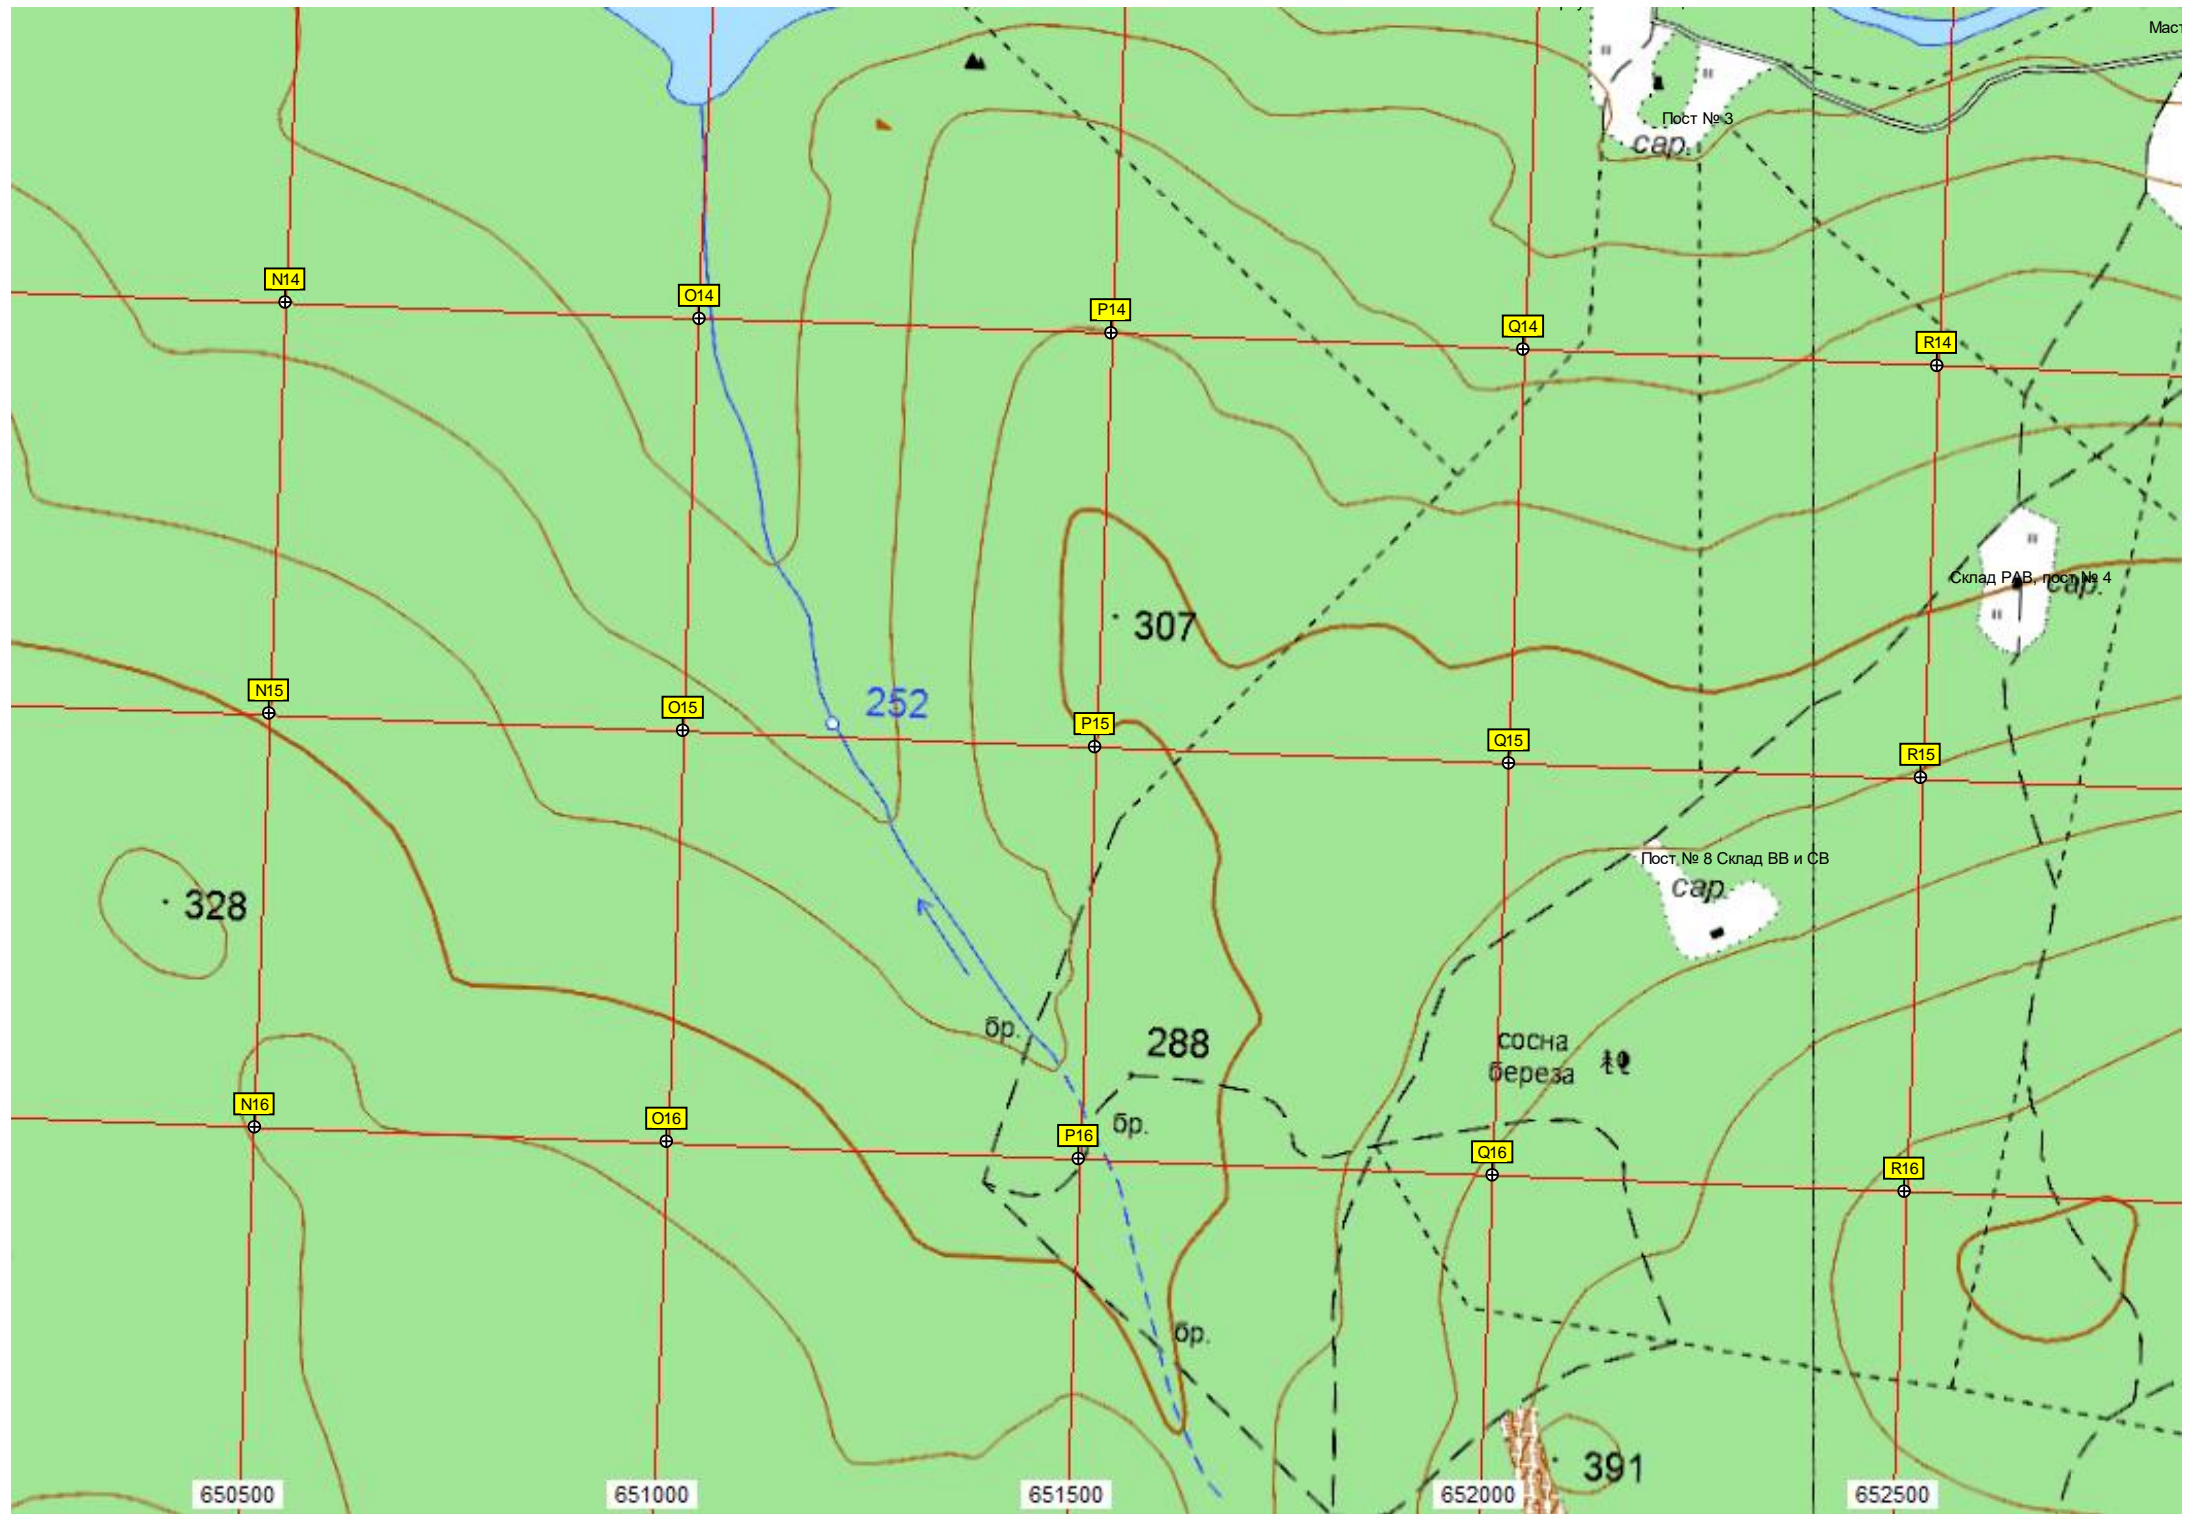 Маст
Пост № 3
сар.
N14
O14
P14
Q14
R14
Склад РАВ, пост № 4
сар.
307
N15
252
O15
P15
Q15
R15
Пост № 8 Склад ВВ и СВ
сар.
328
бр.
288
сосна
береза
N16
O16
бр.
P16
Q16
R16
бр.
391
650500
651000
651500
652000
652500